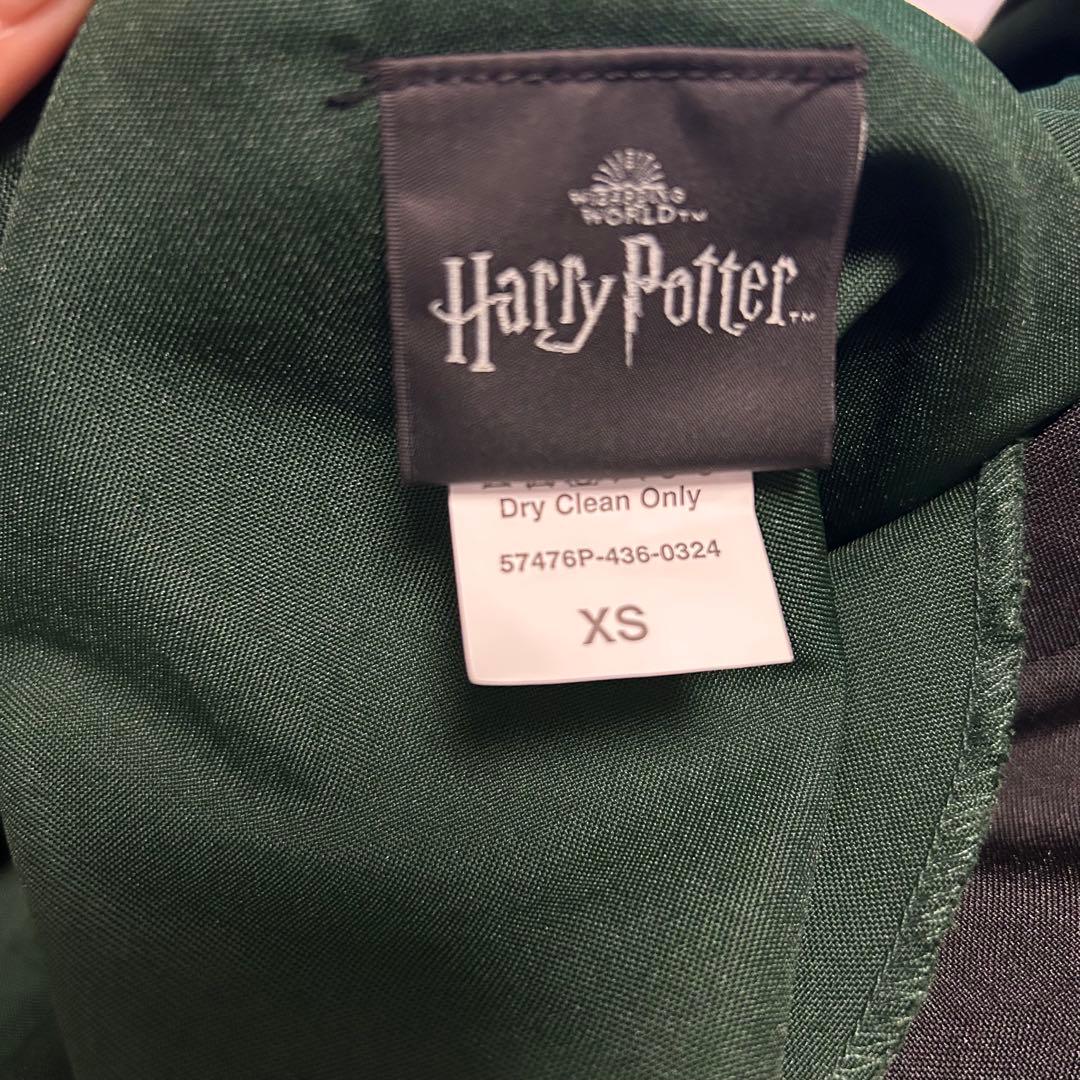 WIZARDING
WORLD™
Harry Potter™
Dry Clean Only
57476P-436-0324
XS